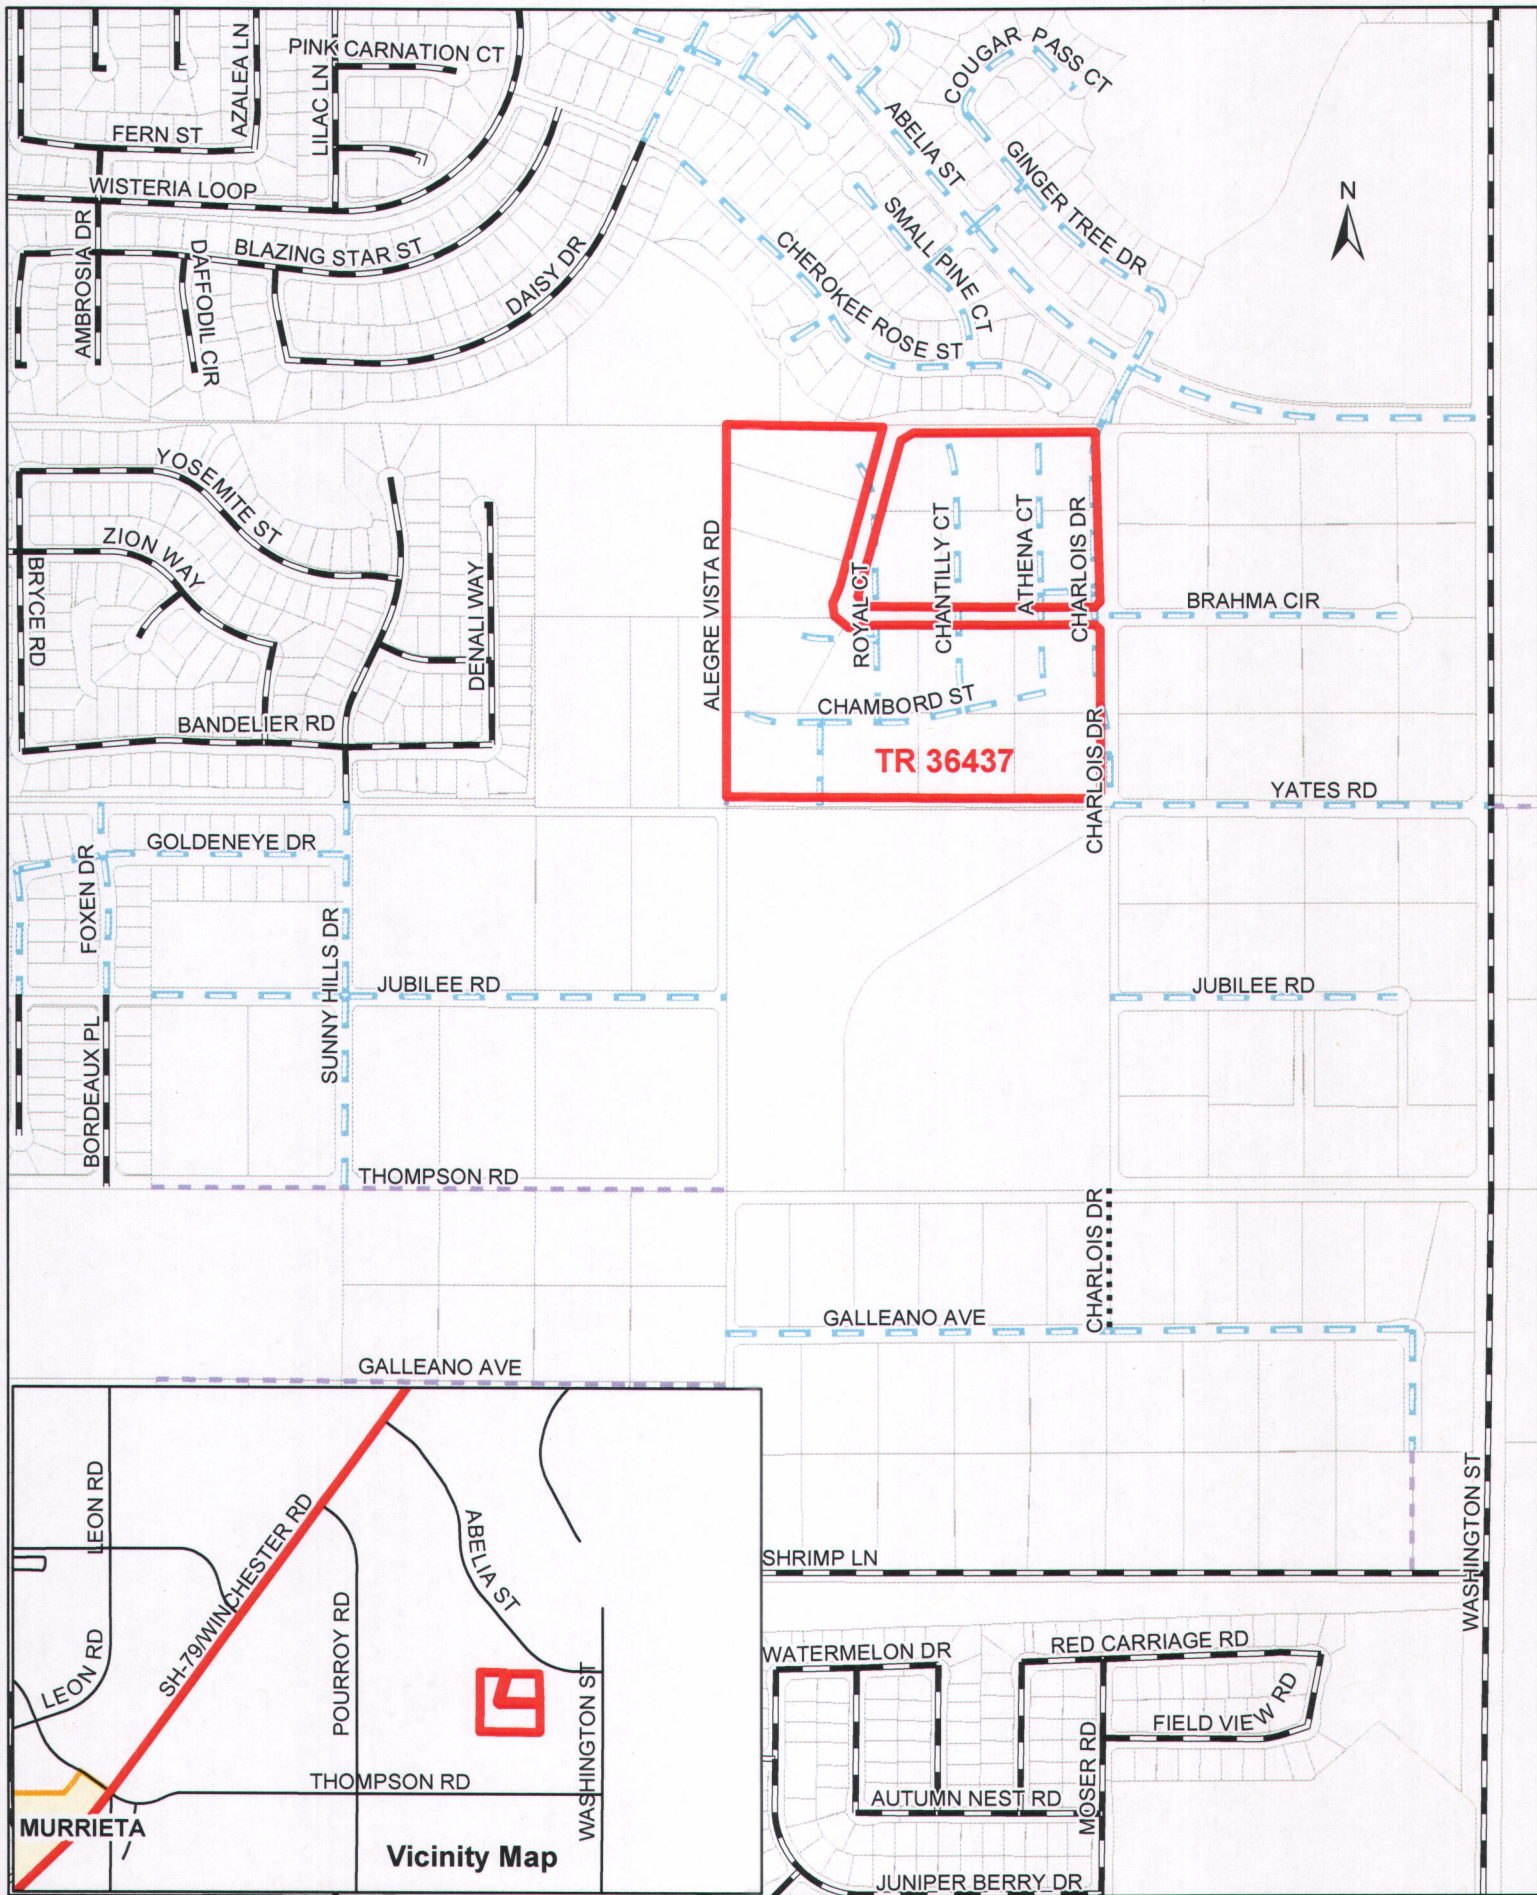 PINK CARNATION CT
AZALEA LN
LILAC LN
FERN ST
WISTERIA LOOP
AMBROSIA DR
DAFFODIL CIR
BLAZING STAR ST
DAISY DR
COUGAR PASS CT
ABELIA ST
GINGER TREE DR
SMALL PINE CT
CHEROKEE ROSE ST
N
YOSEMITE ST
ZION WAY
BRYCE RD
DENALI WAY
BANDELIER RD
ALEGRE VISTA RD
ROYAL CT
CHANTILLY CT
ATHENA CT
CHARLOIS DR
BRAHMA CIR
CHAMBORD ST
TR 36437
CHARLOIS DR
YATES RD
GOLDENEYE DR
FOXEN DR
SUNNY HILLS DR
JUBILEE RD
JUBILEE RD
BORDEAUX PL
THOMPSON RD
CHARLOIS DR
GALLEANO AVE
GALLEANO AVE
WASHINGTON ST
SHRIMP LN
WATERMELON DR
RED CARRIAGE RD
FIELD VIEW RD
MOSER RD
AUTUMN NEST RD
JUNIPER BERRY DR
LEON RD
SH-79/WINCHESTER RD
ABELIA ST
LEON RD
POURROY RD
WASHINGTON ST
THOMPSON RD
MURRIETA
Vicinity Map